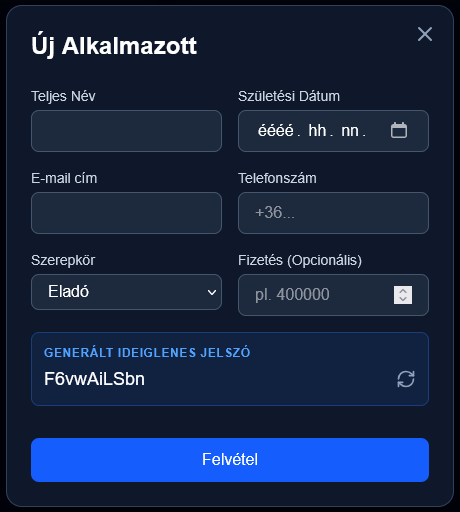 Új Alkalmazott
Teljes Név
Születési Dátum
éééé. hh. nn.
E-mail cím
Telefonszám
+36...
Szerepkör
Fizetés (Opcionális)
Eladó
pl. 400000
GENERÁLT IDEIGLENES JELSZÓ
F6vwAiLSbn
Felvétel